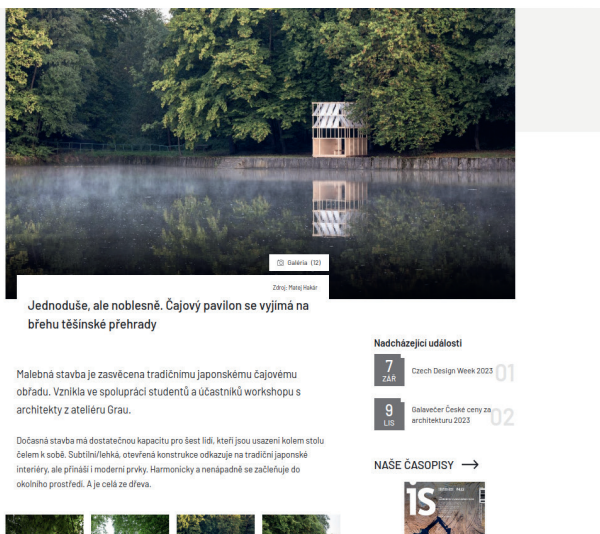 Galéria (12)
Zdroj: Matej Hakár
Jednoduše, ale noblesně. Čajový pavilon se vyjímá na
břehu těšínské přehrady
Malebná stavba je zasvěcena tradičnímu japonskému čajovému
obřadu. Vznikla ve spolupráci studentů a účastníků workshopu s
architekty z ateliéru Grau.
Dočasná stavba má dostatečnou kapacitu pro šest lidí, kteří jsou usazeni kolem stolu
čelem k sobě. Subtilní/lehká, otevřená konstrukce odkazuje na tradiční japonské
interiéry, ale přináší i moderní prvky. Harmonicky a nenápadně se začleňuje do
okolního prostředí. A je celá ze dřeva.
Nadcházející události
7
ZÁŘ
Czech Design Week 2023
01
9
LIS
Galavečer České ceny za
architekturu 2023
02
NAŠE ČASOPISY
is